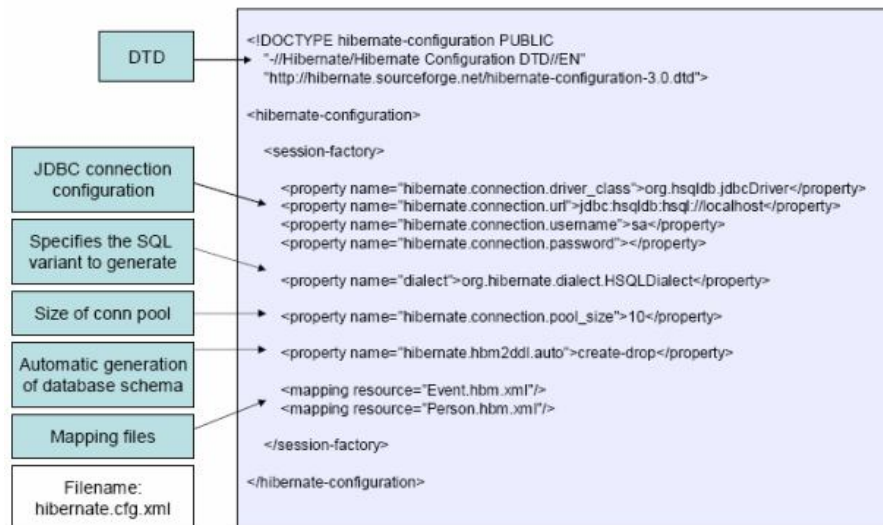 DTD
JDBC connection
configuration
Specifies the SQL
variant to generate
Size of conn pool
Automatic generation
of database schema
Mapping files
Filename:
hibernate.cfg.xml
<!DOCTYPE hibernate-configuration PUBLIC
"-//Hibernate/Hibernate Configuration DTD//EN"
"http://hibernate.sourceforge.net/hibernate-configuration-3.0.dtd">
<hibernate-configuration>
<session-factory>
<property name="hibernate.connection.driver_class">org.hsqldb.jdbcDriver</property>
<property name="hibernate.connection.url">jdbc:hsqldb:hsql://localhost</property>
<property name="hibernate.connection.username">sa</property>
<property name="hibernate.connection.password"></property>
<property name="dialect">org.hibernate.dialect.HSQLDialect</property>
<property name="hibernate.connection.pool_size">10</property>
<property name="hibernate.hbm2ddl.auto">create-drop</property>
<mapping resource="Event.hbm.xml"/>
<mapping resource="Person.hbm.xml"/>
</session-factory>
</hibernate-configuration>